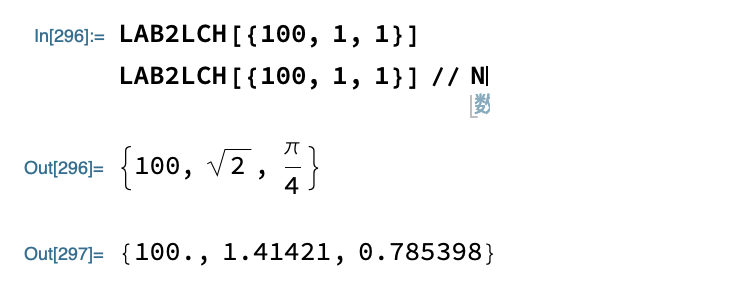 In[296]:= LAB2LCH[{100, 1, 1}]
LAB2LCH[{100, 1, 1}] // N
数
Out[296]= {100, √2, π/4}
Out[297]= {100., 1.41421, 0.785398}